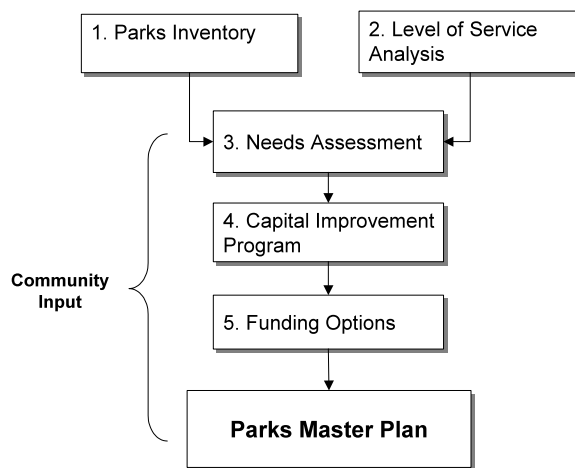 1. Parks Inventory
2. Level of Service
Analysis
3. Needs Assessment
4. Capital Improvement
Program
Community
Input
5. Funding Options
Parks Master Plan